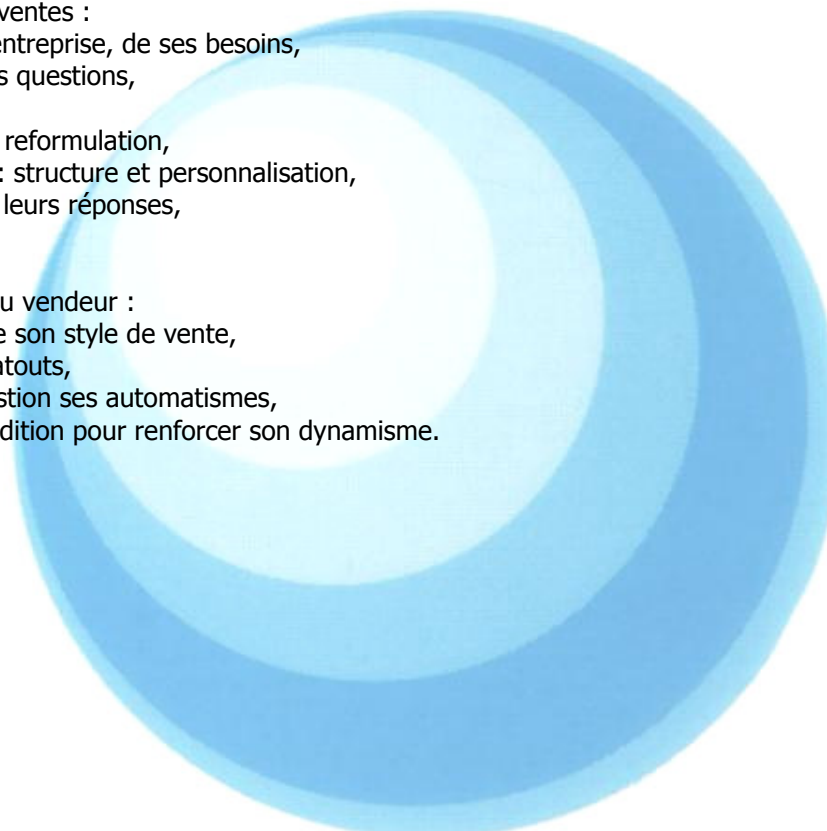 ventes :
entreprise, de ses besoins,
s questions,
reformulation,
: structure et personnalisation,
leurs réponses,
u vendeur :
e son style de vente,
atouts,
stion ses automatismes,
dition pour renforcer son dynamisme.